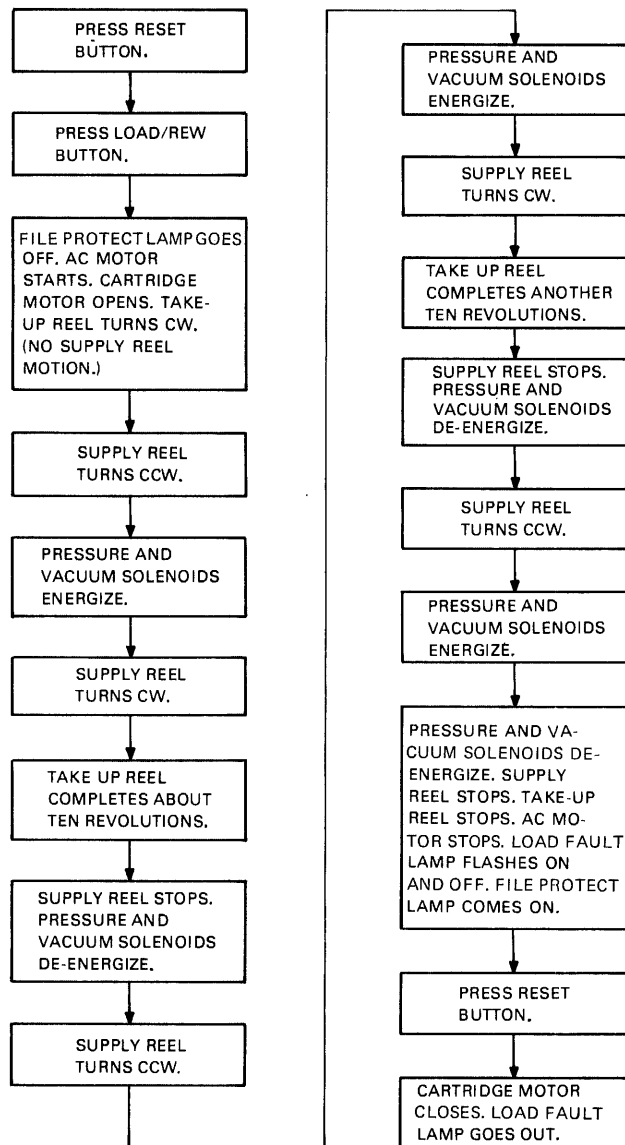 PRESS RESET
BUTTON.
PRESS LOAD/REW
BUTTON.
FILE PROTECT LAMP GOES
OFF. AC MOTOR
STARTS. CARTRIDGE
MOTOR OPENS. TAKE-
UP REEL TURNS CW.
(NO SUPPLY REEL
MOTION.)
SUPPLY REEL
TURNS CCW.
PRESSURE AND
VACUUM SOLENOIDS
ENERGIZE.
SUPPLY REEL
TURNS CW.
TAKE UP REEL
COMPLETES ABOUT
TEN REVOLUTIONS.
SUPPLY REEL STOPS.
PRESSURE AND
VACUUM SOLENOIDS
DE-ENERGIZE.
SUPPLY REEL
TURNS CCW.
PRESSURE AND
VACUUM SOLENOIDS
ENERGIZE.
SUPPLY REEL
TURNS CW.
TAKE UP REEL
COMPLETES ANOTHER
TEN REVOLUTIONS.
SUPPLY REEL STOPS.
PRESSURE AND
VACUUM SOLENOIDS
DE-ENERGIZE.
SUPPLY REEL
TURNS CCW.
PRESSURE AND
VACUUM SOLENOIDS
ENERGIZE.
PRESSURE AND VA-
CUUM SOLENOIDS DE-
ENERGIZE. SUPPLY
REEL STOPS. TAKE-UP
REEL STOPS. AC MO-
TOR STOPS. LOAD FAULT
LAMP FLASHES ON
AND OFF. FILE PROTECT
LAMP COMES ON.
PRESS RESET
BUTTON.
CARTRIDGE MOTOR
CLOSES. LOAD FAULT
LAMP GOES OUT.